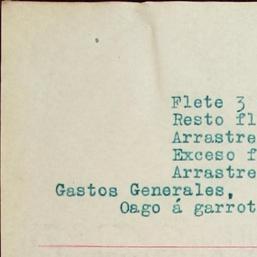 Flete 3
Resto fl
Arrastre
Exceso f
Arrastre
Gastos Generales,
Oago á garrot